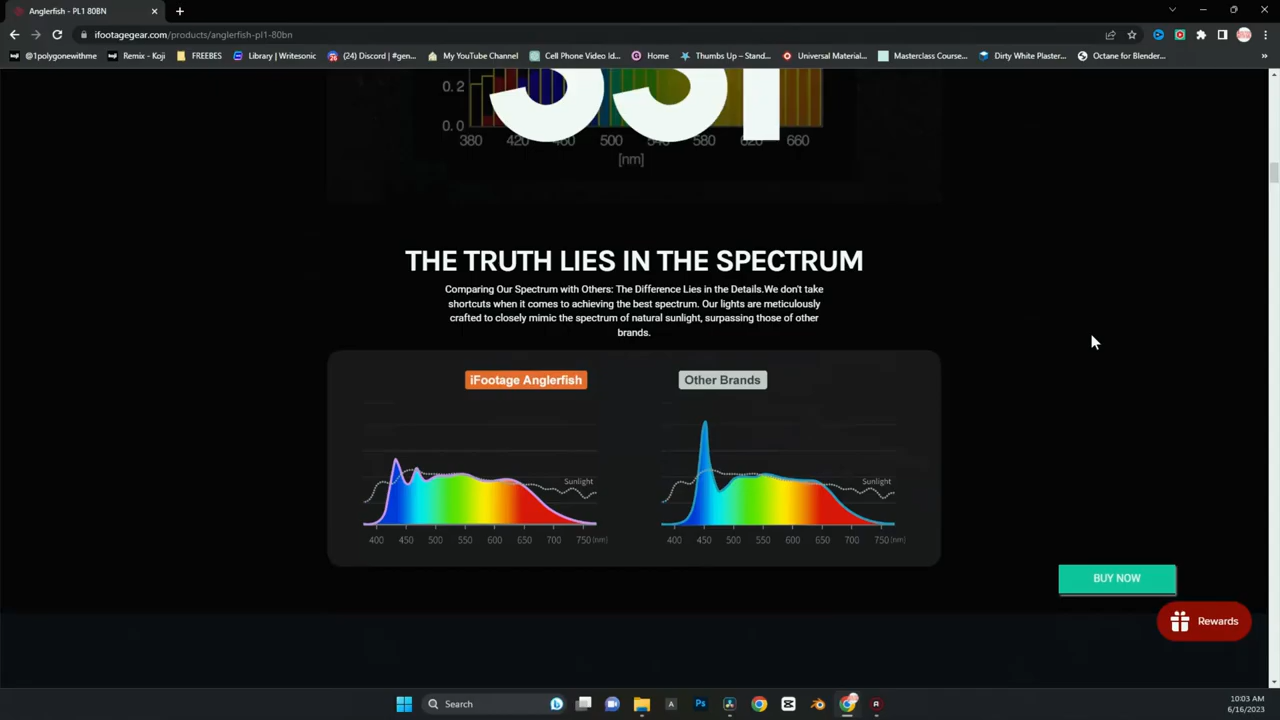 Anglerfish - PL1 80BN
ifootagegear.com/products/anglerfish-pl1-80bn
@1polygonewithme
Remix - Koji
FREEBES
Library | Writesonic
(24) Discord | #gen...
My YouTube Channel
Cell Phone Video Id...
Home
Thumbs Up – Stand...
Universal Material...
Masterclass Course...
Dirty White Plaster...
Octane for Blender...
SSI
0.2
0.0
380 420 460 500 540 580 620 660
[nm]
THE TRUTH LIES IN THE SPECTRUM
Comparing Our Spectrum with Others: The Difference Lies in the Details.We don't take
shortcuts when it comes to achieving the best spectrum. Our lights are meticulously
crafted to closely mimic the spectrum of natural sunlight, surpassing those of other
brands.
iFootage Anglerfish
Other Brands
Sunlight
Sunlight
400 450 500 550 600 650 700 750 (nm)
400 450 500 550 600 650 700 750 (nm)
BUY NOW
Rewards
Search
10:03 AM
6/16/2023